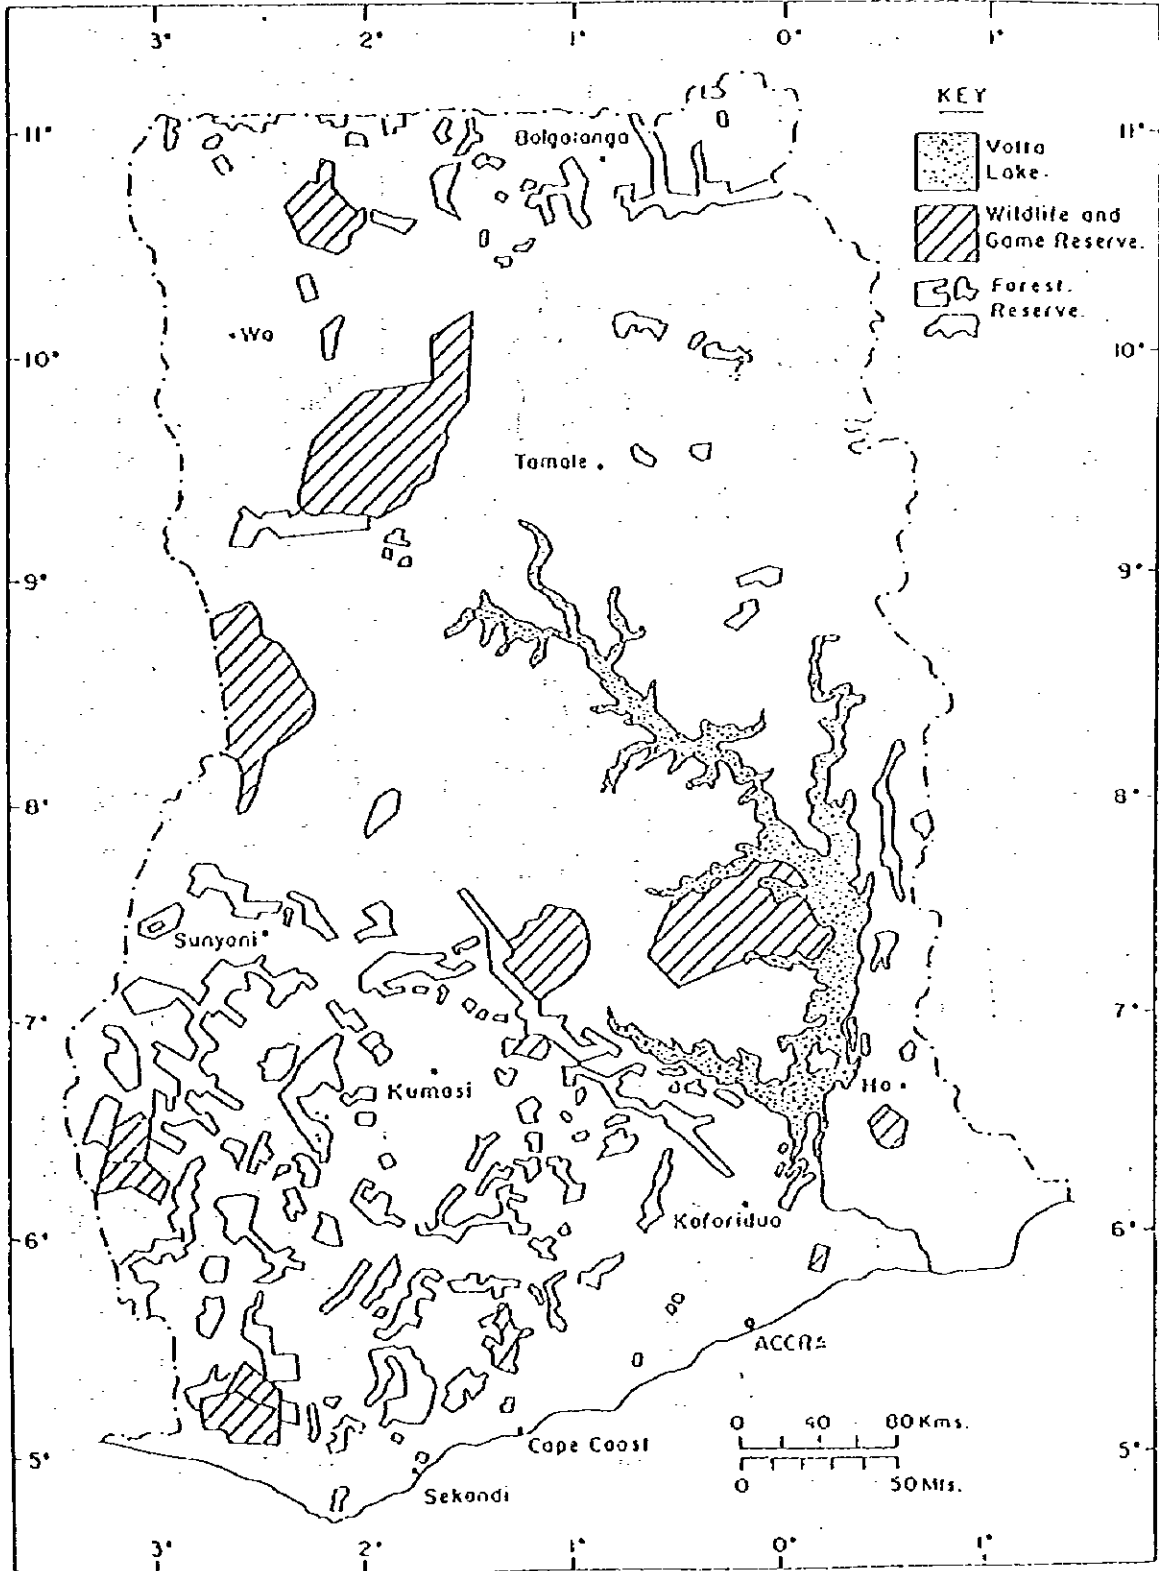 3° 2° 1° 0° 1°
KEY
Volta
Lake.
Wildlife and
Game Reserve.
Forest.
Reserve.
11° 11°
Bolgatanga
Wa
10° 10°
Tamale
9° 9°
8° 8°
Sunyani
7° 7°
Kumasi
Ho
6° 6°
Koforidua
ACCRA
0 40 80 Kms.
0 50 Mls.
Cape Coast
5° 5°
Sekondi
3° 2° 1° 0° 1°